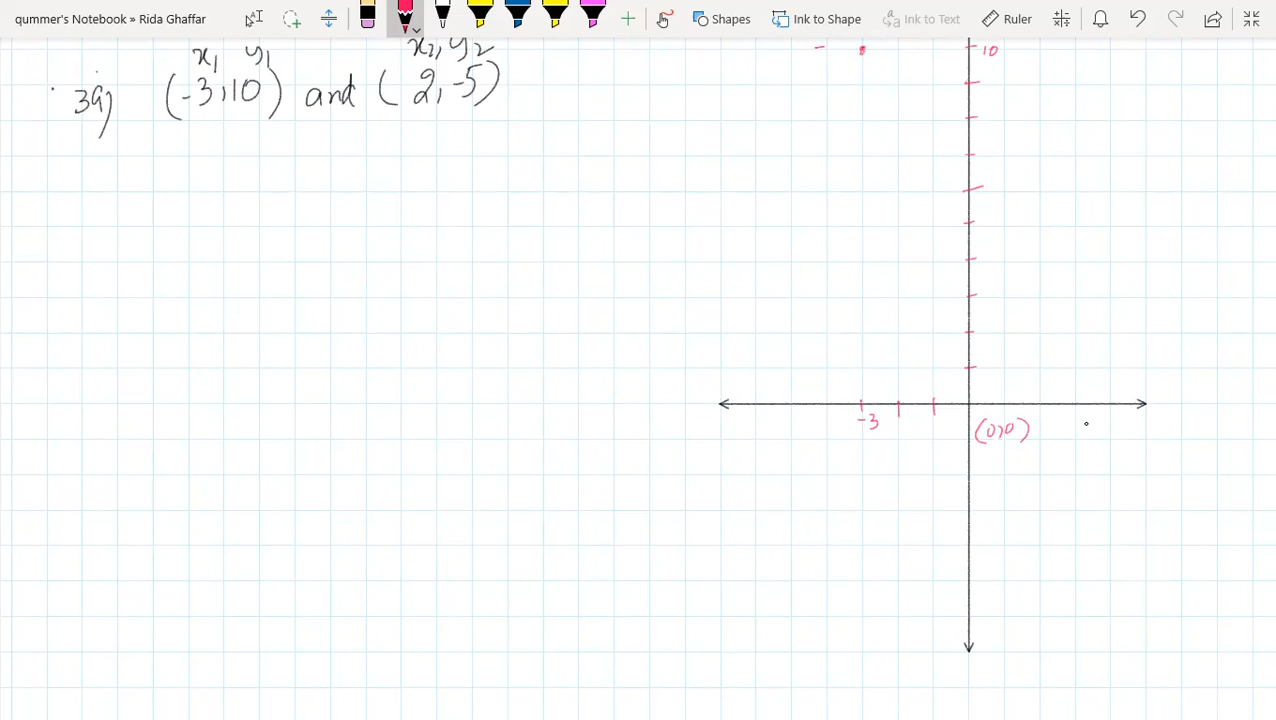 qummer's Notebook » Rida Ghaffar
Shapes
Ink to Shape
Ink to Text
Ruler
x1 y1
x2, y2
39) (-3, 10) and (2, -5)
10
-3
(0,0)